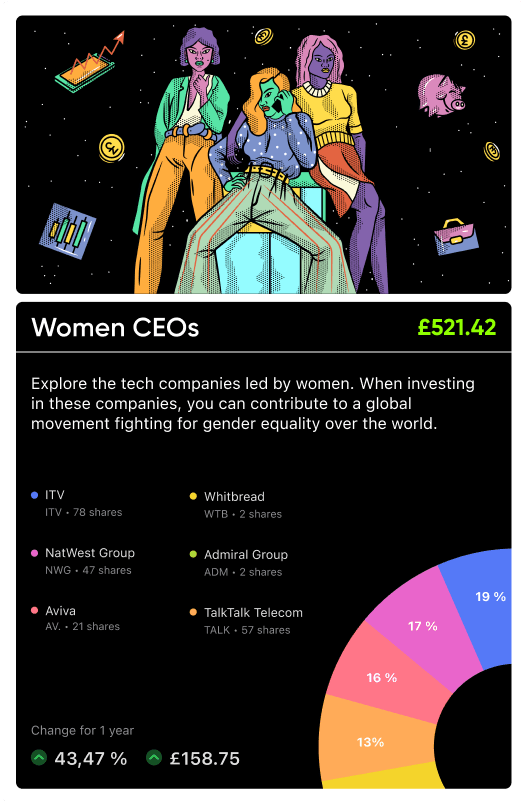 Women CEOs
£521.42
Explore the tech companies led by women. When investing
in these companies, you can contribute to a global
movement fighting for gender equality over the world.
ITV
ITV • 78 shares
Whitbread
WTB • 2 shares
NatWest Group
NWG • 47 shares
Admiral Group
ADM • 2 shares
Aviva
AV. • 21 shares
TalkTalk Telecom
TALK • 57 shares
19 %
17 %
16 %
13%
Change for 1 year
43,47 %
£158.75